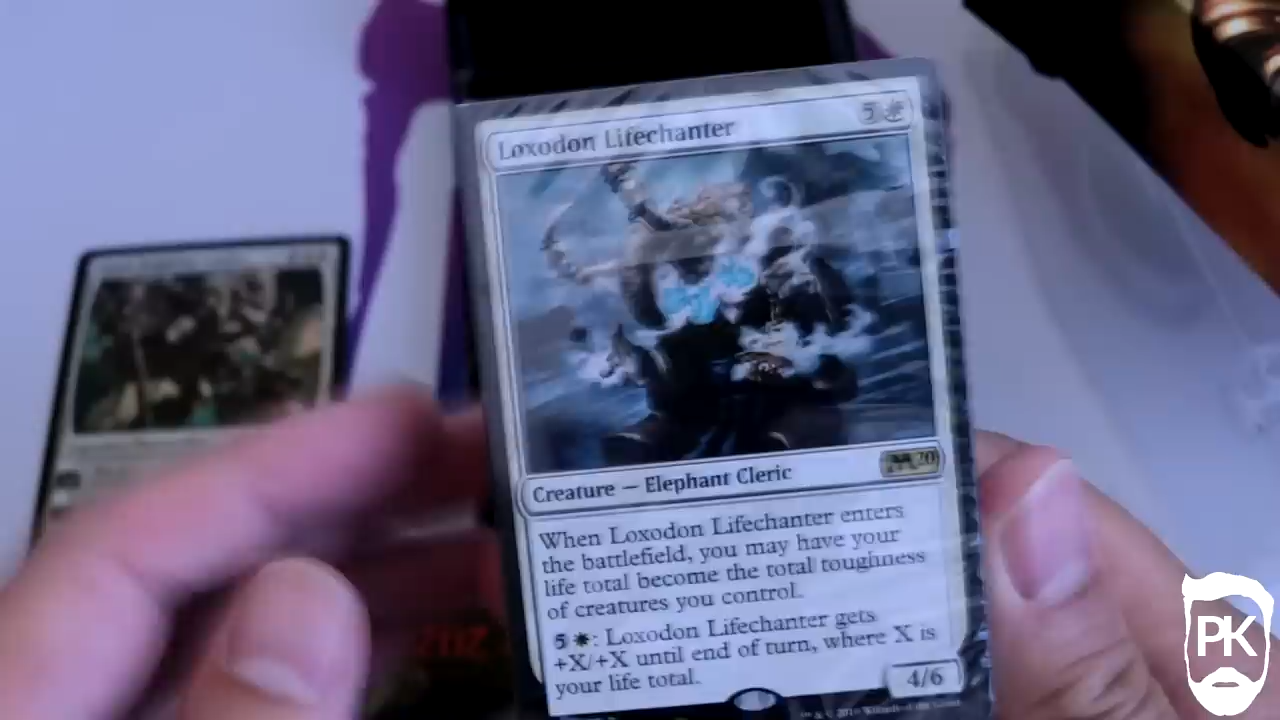 Loxodon Lifechanter 5
Creature — Elephant Cleric M20
When Loxodon Lifechanter enters
the battlefield, you may have your
life total become the total toughness
of creatures you control.
5 : Loxodon Lifechanter gets
+X/+X until end of turn, where X is
your life total.
4/6
PK